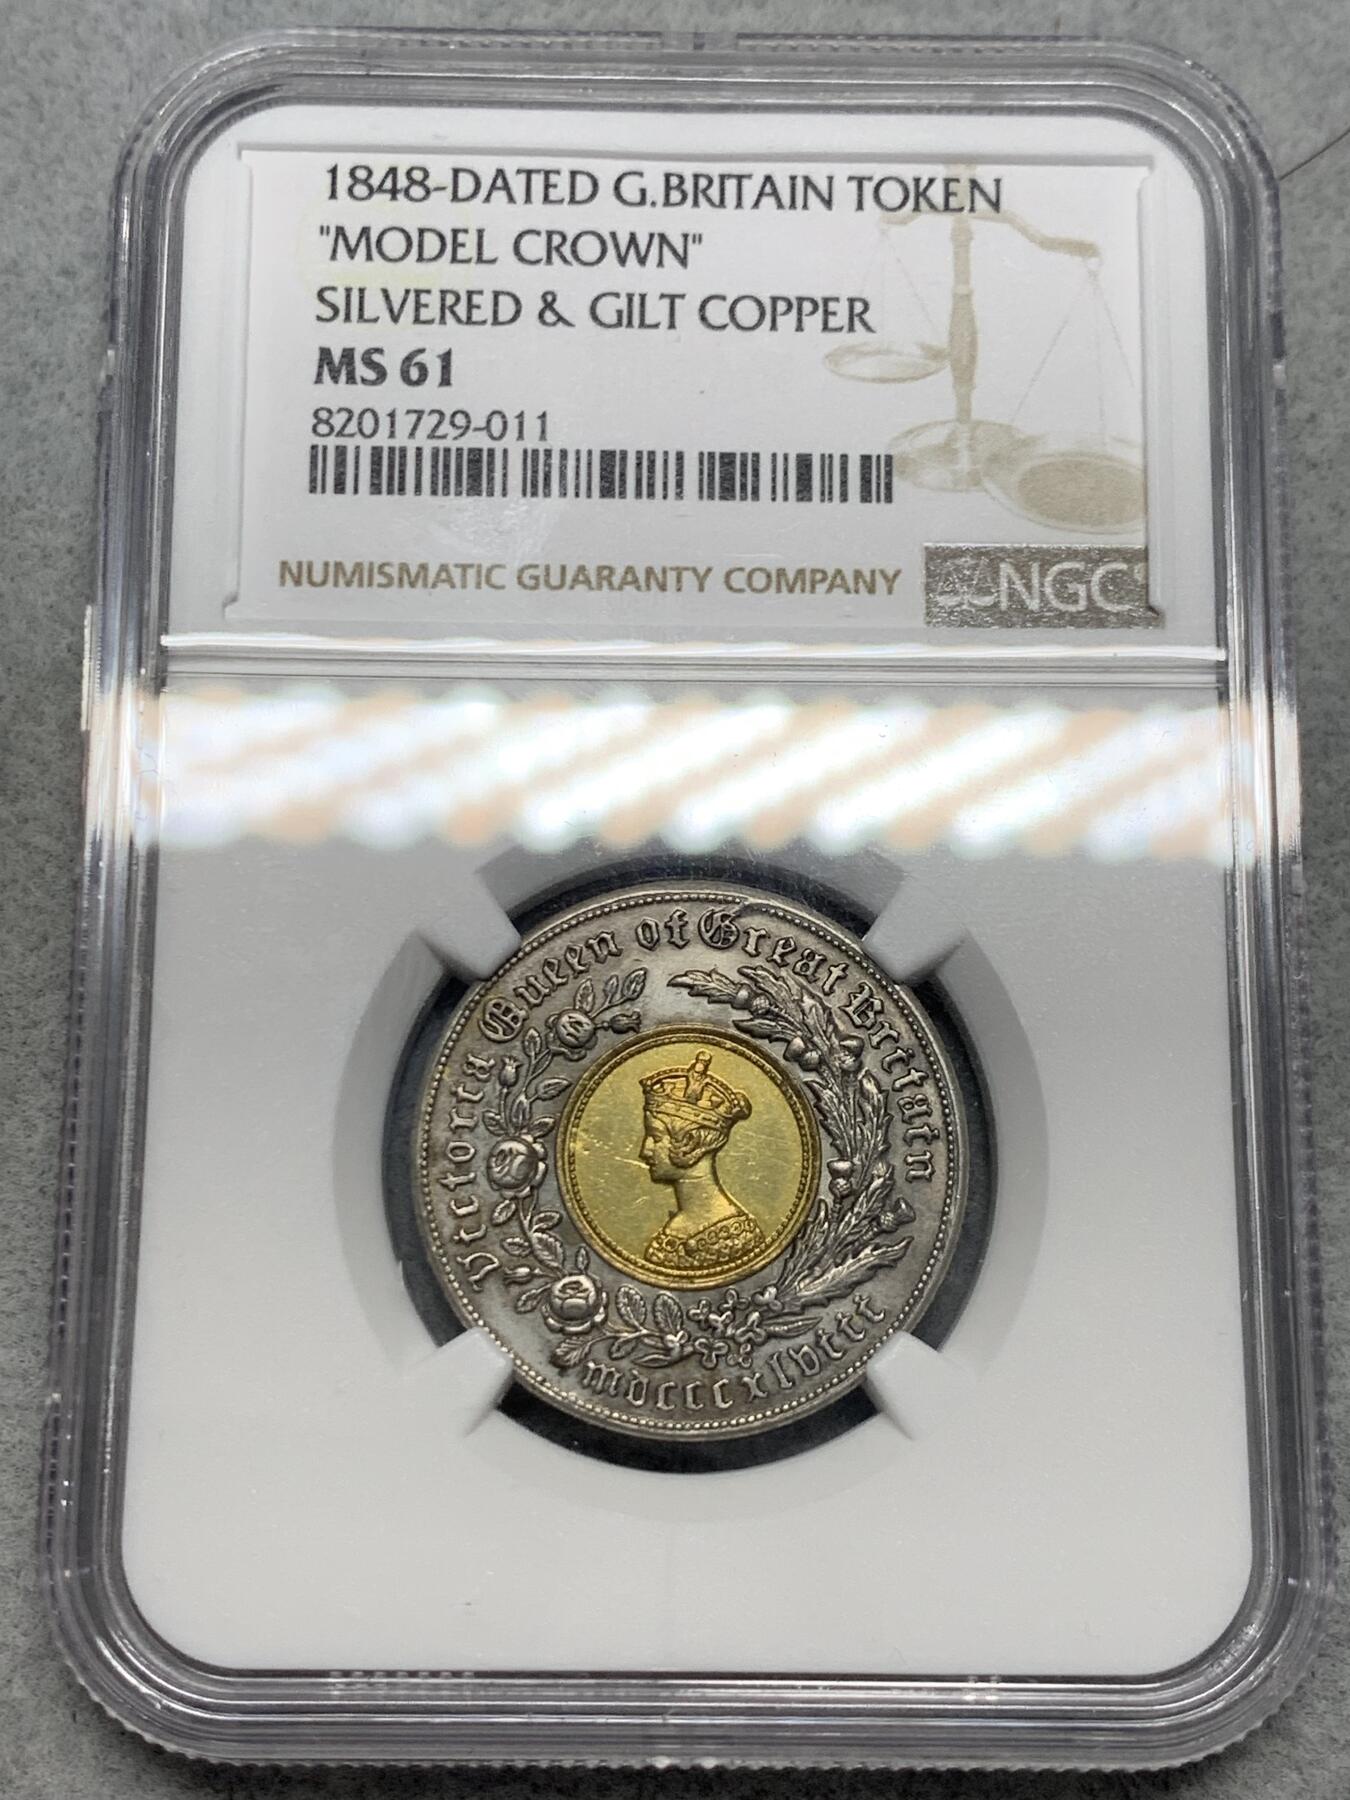 1848-DATED G.BRITAIN TOKEN
"MODEL CROWN"
SILVERED & GILT COPPER
MS 61
8201729-011
NUMISMATIC GUARANTY COMPANY
NGC
Victoria Queen of Great Britain
mdcccxlviii